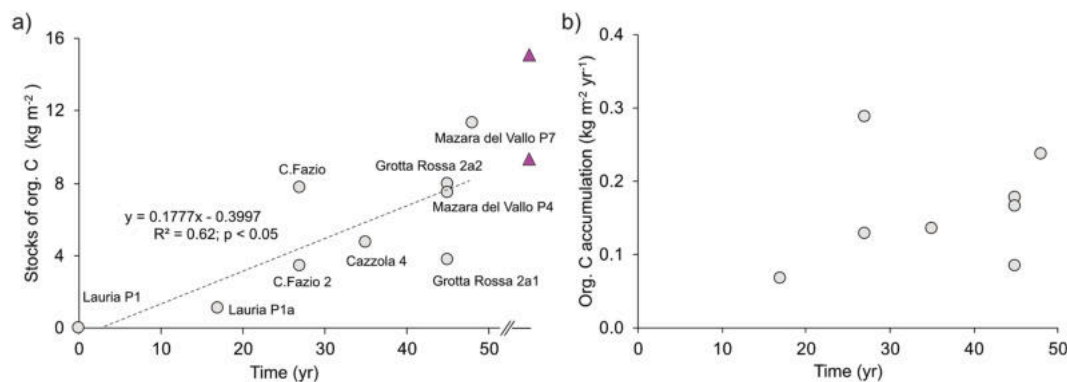 a)
Stocks of org. C (kg m⁻²)
16
12
8
4
0
Mazara del Vallo P7
C.Fazio
Grotta Rossa 2a2
y = 0.1777x - 0.3997
R² = 0.62; p < 0.05
Mazara del Vallo P4
Cazzola 4
C.Fazio 2
Grotta Rossa 2a1
Lauria P1
Lauria P1a
0 10 20 30 40 50
Time (yr)
b)
Org. C accumulation (kg m⁻² yr⁻¹)
0.4
0.3
0.2
0.1
0.0
0 10 20 30 40 50
Time (yr)